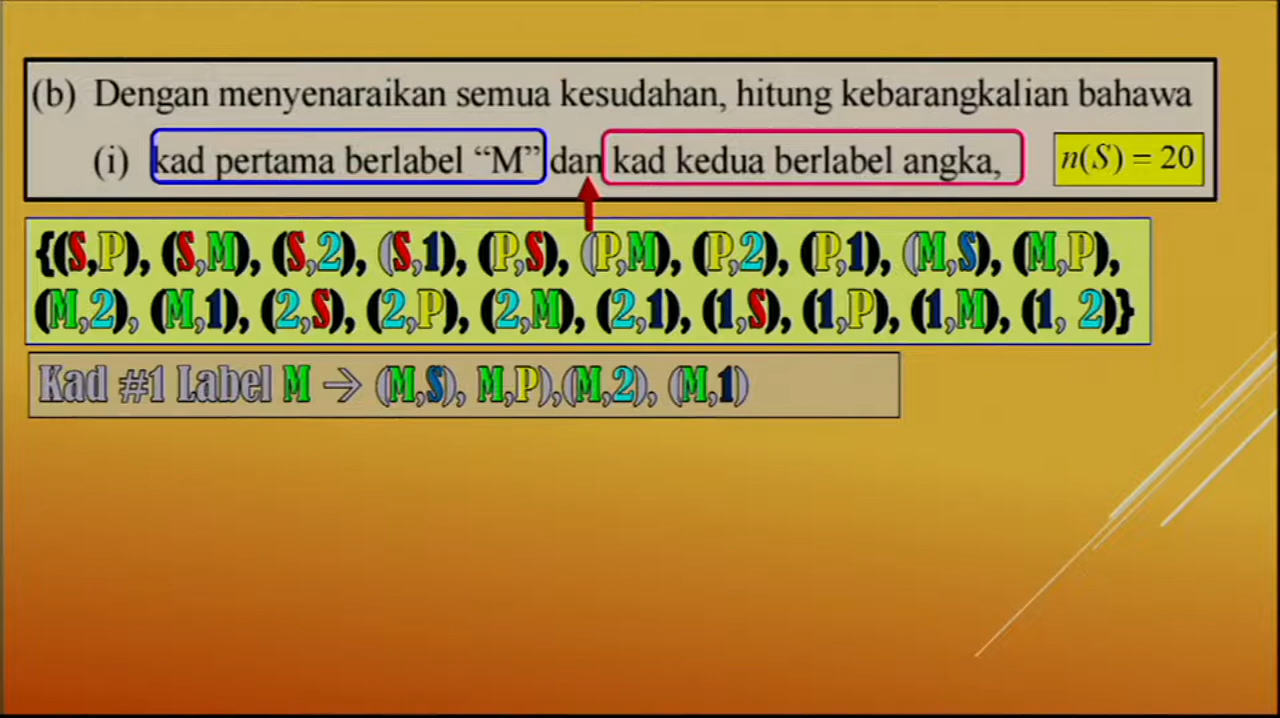 (b) Dengan menyenaraikan semua kesudahan, hitung kebarangkalian bahawa
(i) kad pertama berlabel “M” dan kad kedua berlabel angka, n(S) = 20
{(S,P), (S,M), (S,2), (S,1), (P,S), (P,M), (P,2), (P,1), (M,S), (M,P),
(M,2), (M,1), (2,S), (2,P), (2,M), (2,1), (1,S), (1,P), (1,M), (1, 2)}
Kad #1 Label M → (M,S), M,P),(M,2), (M,1)